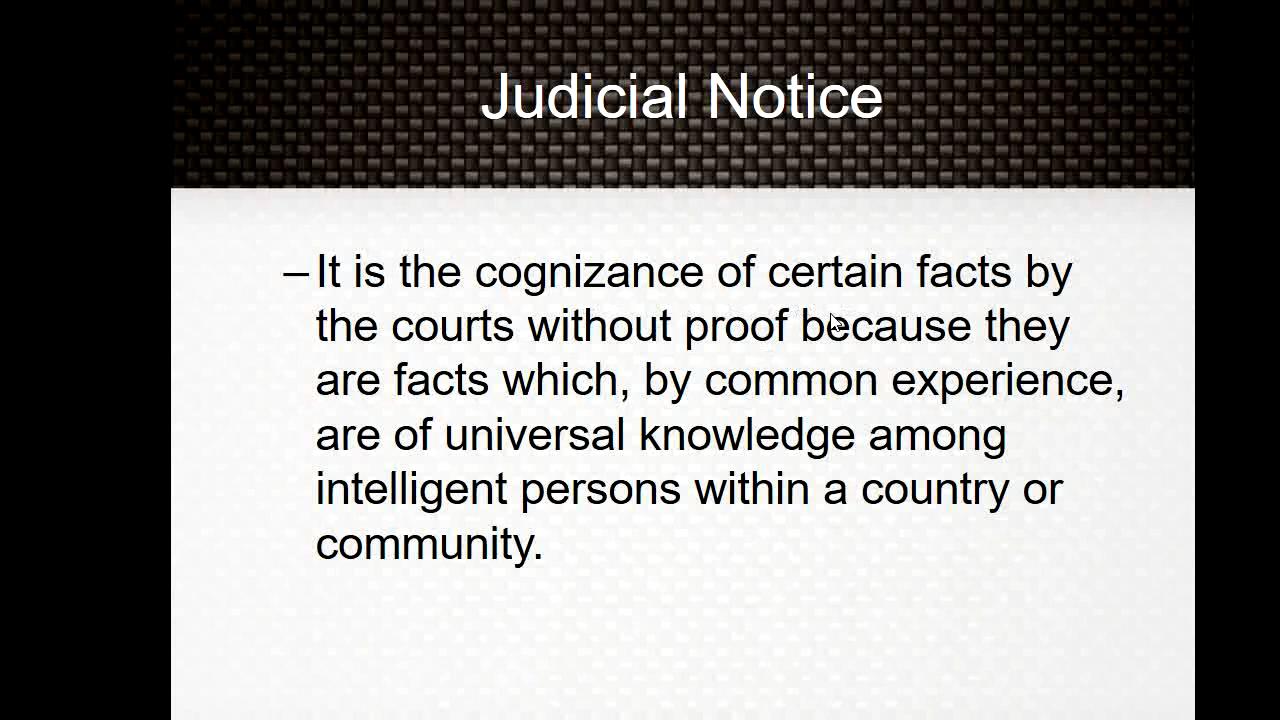 Judicial Notice
– It is the cognizance of certain facts by
the courts without proof because they
are facts which, by common experience,
are of universal knowledge among
intelligent persons within a country or
community.